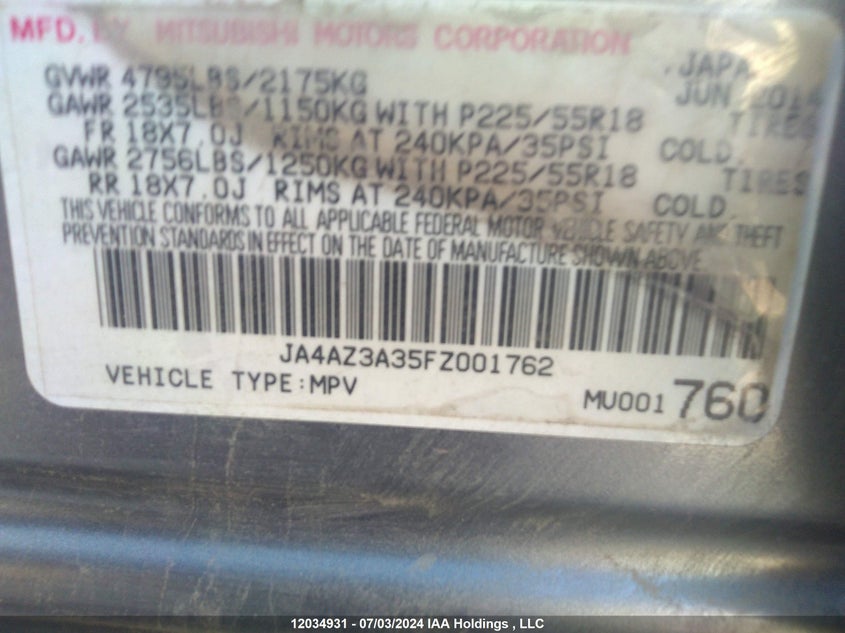 MFD. BY MITSUBISHI MOTORS CORPORATION
JAPAN
GVWR 4795LBS/2175KG JUN 2014
GAWR 2535LBS/1150KG WITH P225/55R18 TIRES
FR 18X7.0J RIMS AT 240KPA/35PSI COLD.
GAWR 2756LBS/1250KG WITH P225/55R18 TIRES
RR 18X7.0J RIMS AT 240KPA/35PSI COLD.
THIS VEHICLE CONFORMS TO ALL APPLICABLE FEDERAL MOTOR VEHICLE SAFETY AND THEFT
PREVENTION STANDARDS IN EFFECT ON THE DATE OF MANUFACTURE SHOWN ABOVE
JA4AZ3A35FZ001762
VEHICLE TYPE:MPV
MU001760
12034931 - 07/03/2024 IAA Holdings , LLC